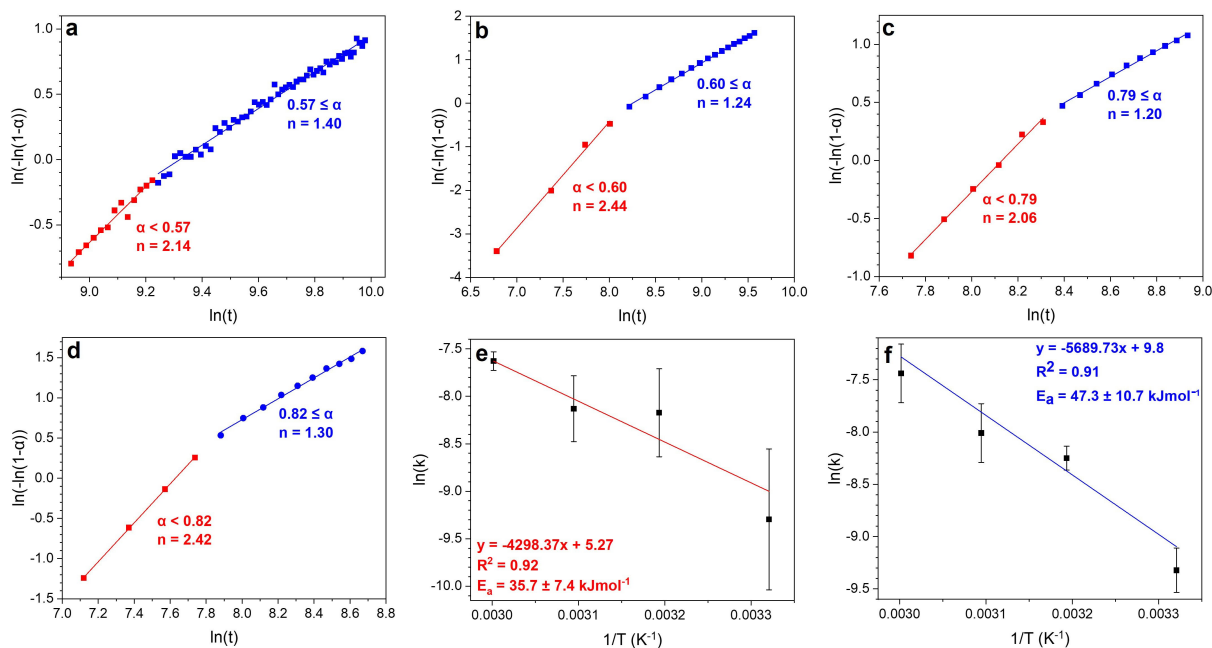 a
ln(-ln(1-α))
1.0
0.5
0.0
-0.5
0.57 ≤ α
n = 1.40
α < 0.57
n = 2.14
9.0
9.2
9.4
9.6
9.8
10.0
ln(t)
b
ln(-ln(1-α))
2
1
0
-1
-2
-3
-4
0.60 ≤ α
n = 1.24
α < 0.60
n = 2.44
6.5
7.0
7.5
8.0
8.5
9.0
9.5
10.0
ln(t)
c
ln(-ln(1-α))
1.5
1.0
0.5
0.0
-0.5
-1.0
0.79 ≤ α
n = 1.20
α < 0.79
n = 2.06
7.6
7.8
8.0
8.2
8.4
8.6
8.8
9.0
ln(t)
d
ln(-ln(1-α))
1.5
1.0
0.5
0.0
-0.5
-1.0
-1.5
0.82 ≤ α
n = 1.30
α < 0.82
n = 2.42
7.0
7.2
7.4
7.6
7.8
8.0
8.2
8.4
8.6
8.8
ln(t)
e
ln(k)
-7.5
-8.0
-8.5
-9.0
-9.5
-10.0
y = -4298.37x + 5.27
R² = 0.92
Eₐ = 35.7 ± 7.4 kJmol⁻¹
0.0030
0.0031
0.0032
0.0033
1/T (K⁻¹)
f
ln(k)
-7.5
-8.0
-8.5
-9.0
-9.5
y = -5689.73x + 9.8
R² = 0.91
Eₐ = 47.3 ± 10.7 kJmol⁻¹
0.0030
0.0031
0.0032
0.0033
1/T (K⁻¹)